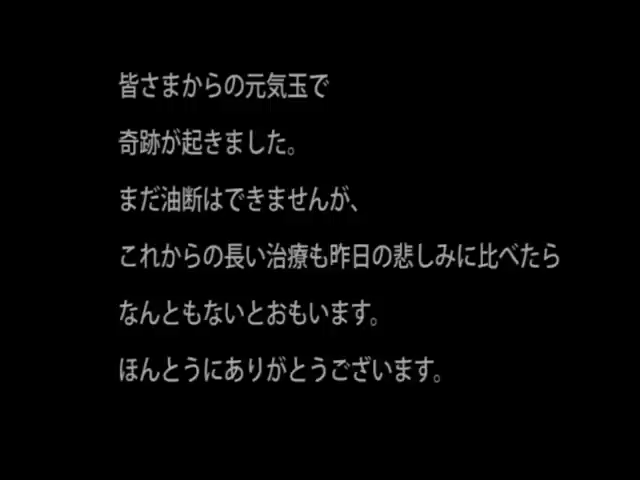 皆さまからの元気玉で
奇跡が起きました。
まだ油断はできませんが、
これからの長い治療も昨日の悲しみに比べたら
なんともないとおもいます。
ほんとうにありがとうございます。